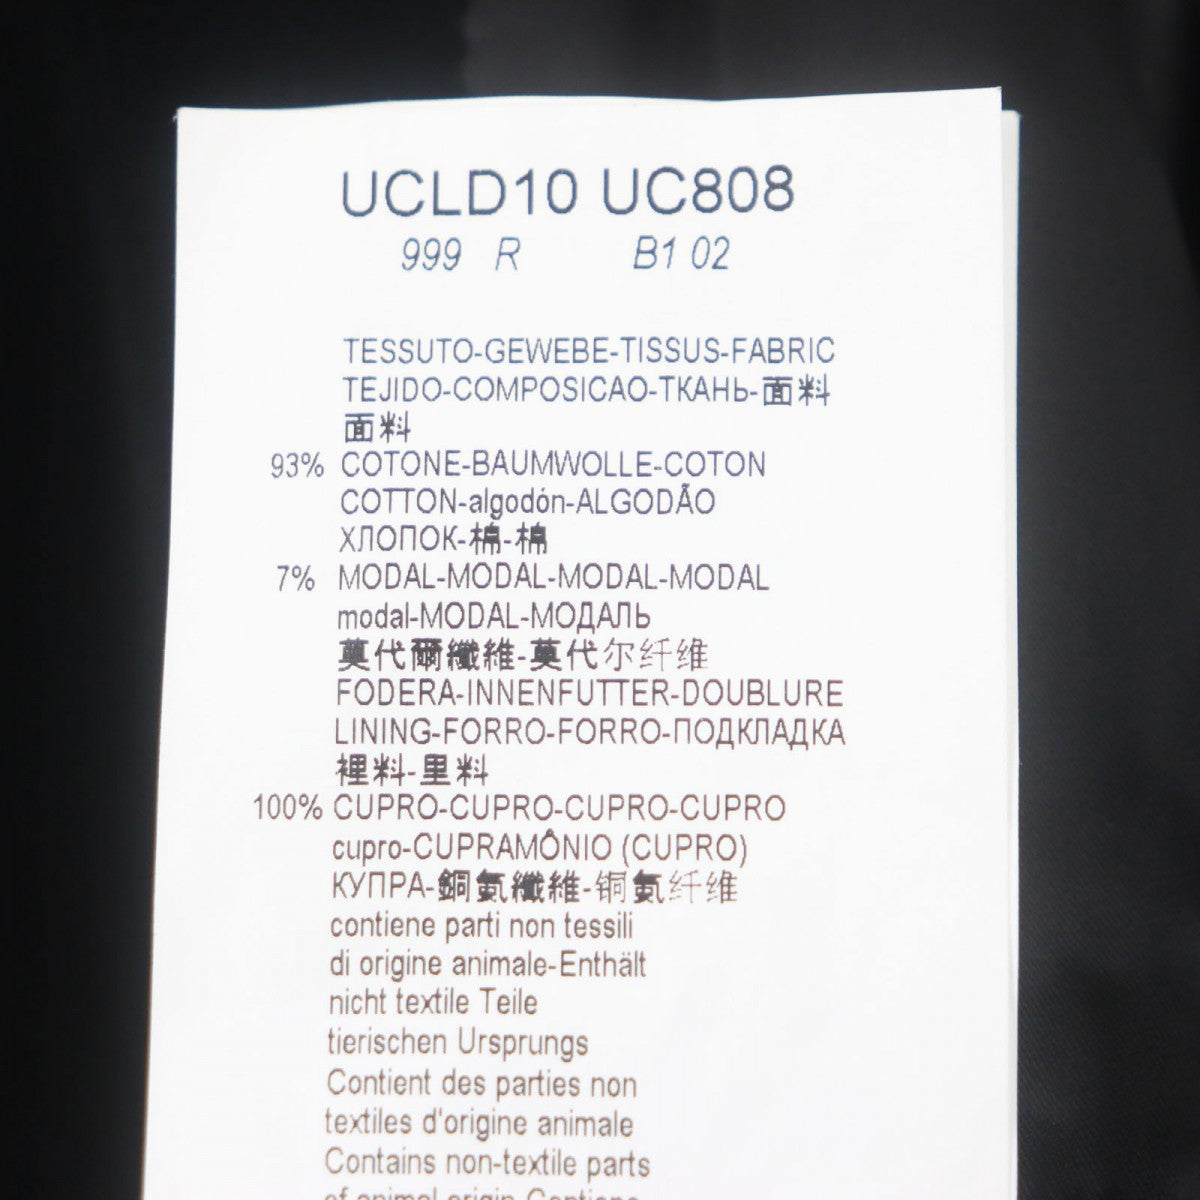 UCLD10 UC808
999 R B1 02
TESSUTO-GEWEBE-TISSUS-FABRIC
TEJIDO-COMPOSICAO-ТКАНЬ-面料
面料
93% COTONE-BAUMWOLLE-COTON
COTTON-algodón-ALGODÃO
ХЛОПОК-棉-棉
7% MODAL-MODAL-MODAL-MODAL
modal-MODAL-МОДАЛЬ
莫代爾纖維-莫代尔纤维
FODERA-INNENFUTTER-DOUBLURE
LINING-FORRO-FORRO-ПОДКЛАДКА
裡料-里料
100% CUPRO-CUPRO-CUPRO-CUPRO
cupro-CUPRAMÔNIO (CUPRO)
КУПРА-銅氨纖維-铜氨纤维
contiene parti non tessili
di origine animale-Enthält
nicht textile Teile
tierischen Ursprungs
Contient des parties non
textiles d'origine animale
Contains non-textile parts
of animal origin Contiene